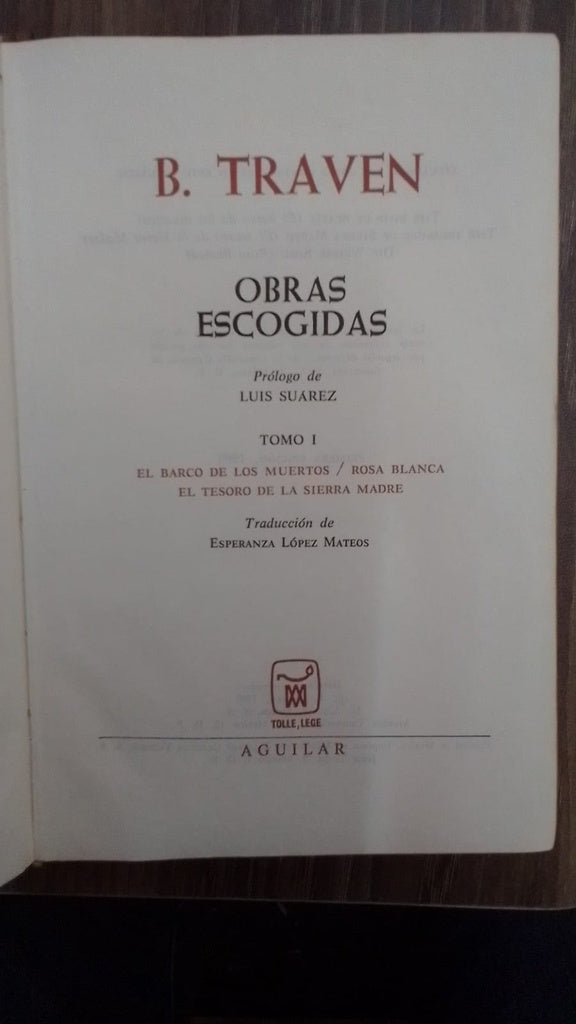 B. TRAVEN
OBRAS
ESCOGIDAS
Prólogo de
LUIS SUÁREZ
TOMO I
EL BARCO DE LOS MUERTOS / ROSA BLANCA
EL TESORO DE LA SIERRA MADRE
Traducción de
ESPERANZA LÓPEZ MATEOS
TOLLE, LEGE
AGUILAR